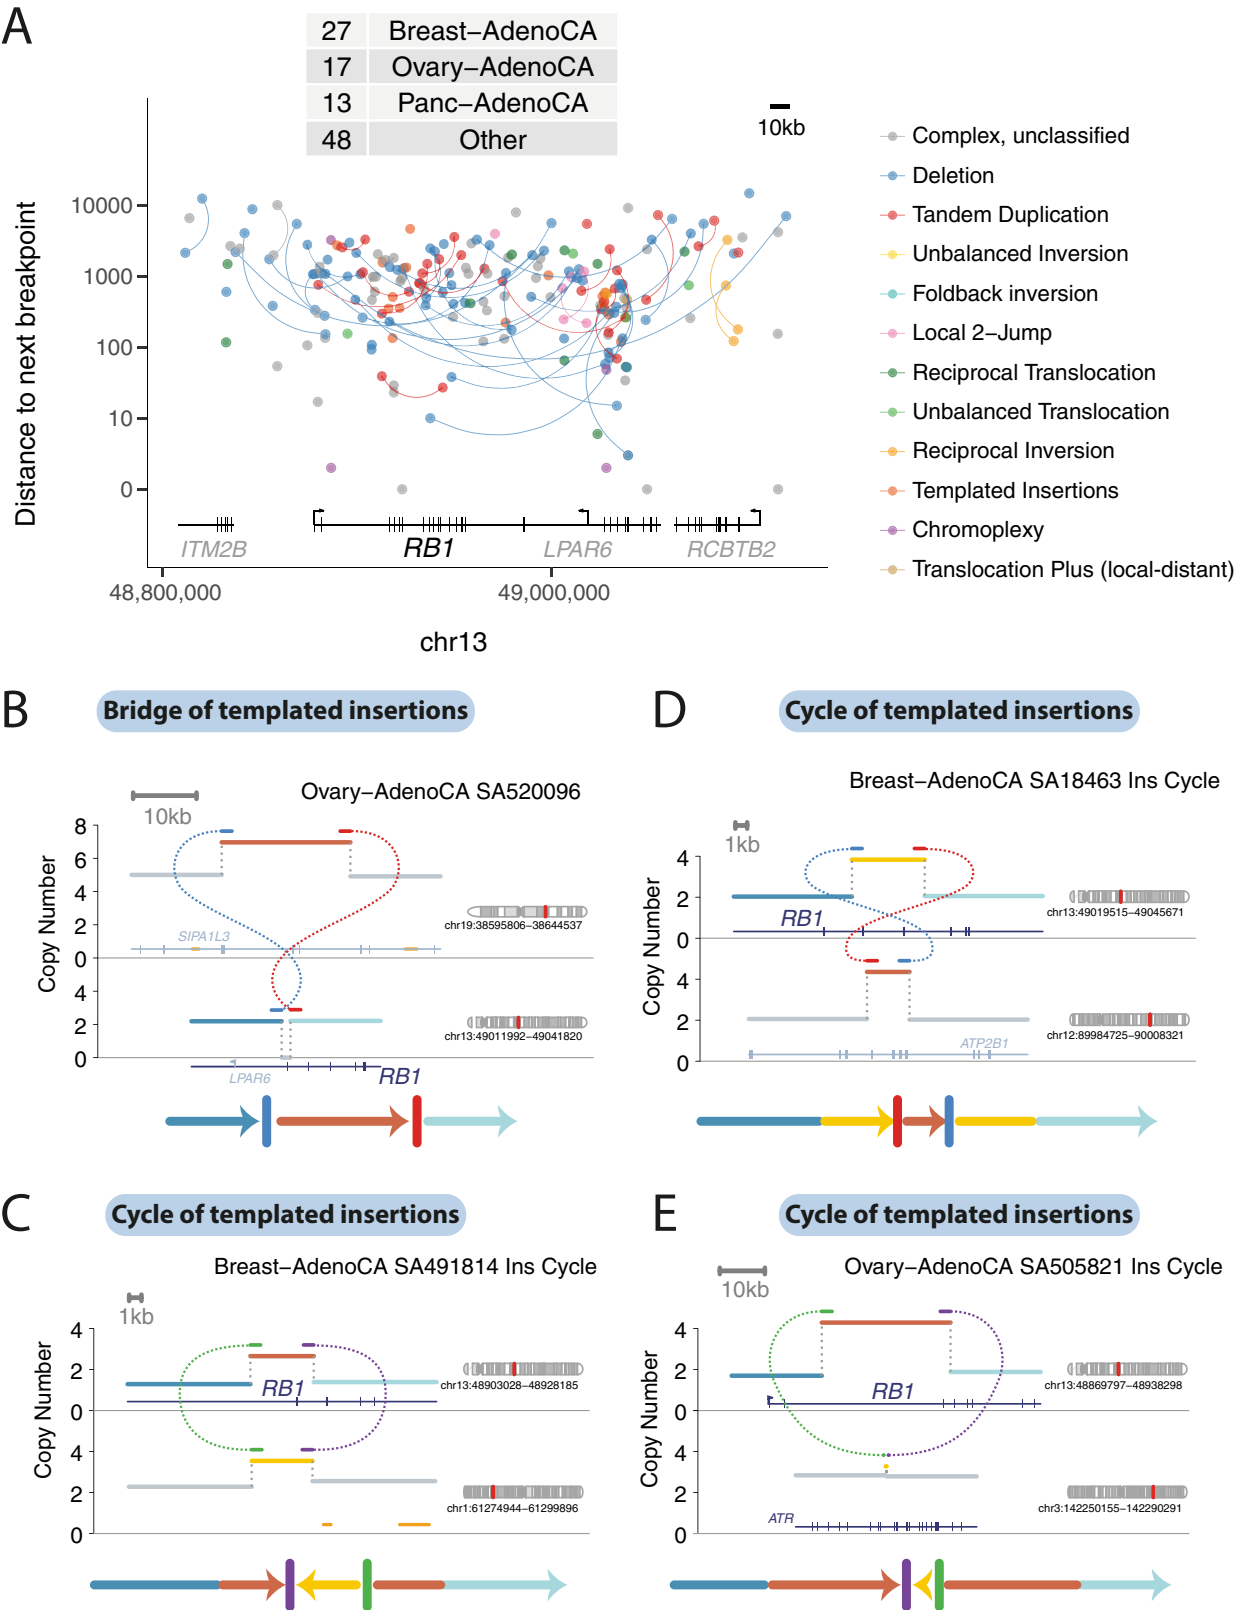 A
27 Breast–AdenoCA
17 Ovary–AdenoCA
13 Panc–AdenoCA
48 Other
10kb
Distance to next breakpoint
10000
1000
100
10
0
ITM2B
RB1
LPAR6
RCBTB2
48,800,000
49,000,000
chr13
Complex, unclassified
Deletion
Tandem Duplication
Unbalanced Inversion
Foldback inversion
Local 2–Jump
Reciprocal Translocation
Unbalanced Translocation
Reciprocal Inversion
Templated Insertions
Chromoplexy
Translocation Plus (local-distant)
B
Bridge of templated insertions
Ovary–AdenoCA SA520096
10kb
Copy Number
8
6
4
2
0
4
2
0
SIPA1L3
chr19:38595806–38644537
chr13:49011992–49041820
LPAR6
RB1
D
Cycle of templated insertions
Breast–AdenoCA SA18463 Ins Cycle
1kb
Copy Number
4
2
0
4
2
0
RB1
chr13:49019515–49045671
chr12:89984725–90008321
ATP2B1
C
Cycle of templated insertions
Breast–AdenoCA SA491814 Ins Cycle
1kb
Copy Number
4
2
0
4
2
0
RB1
chr13:48903028–48928185
chr1:61274944–61299896
E
Cycle of templated insertions
Ovary–AdenoCA SA505821 Ins Cycle
10kb
Copy Number
4
2
0
4
2
0
RB1
chr13:48869797–48938298
chr3:142250155–142290291
ATR